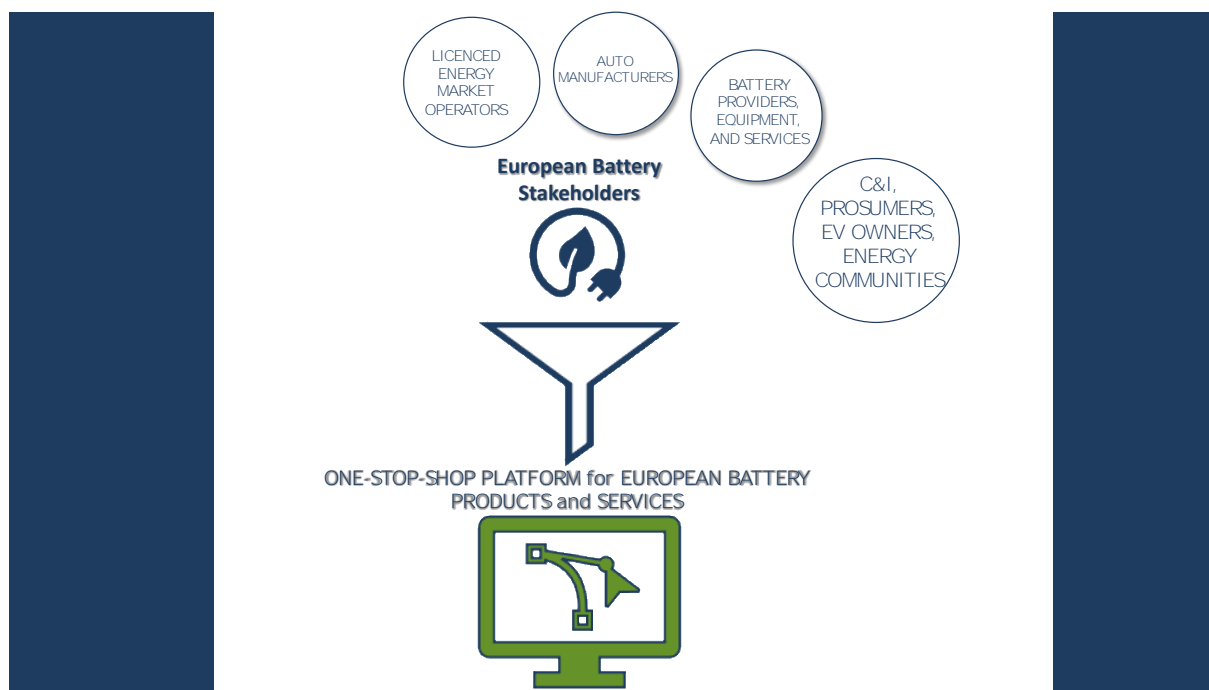 LICENCED
ENERGY
MARKET
OPERATORS
AUTO
MANUFACTURERS
BATTERY
PROVIDERS,
EQUIPMENT,
AND SERVICES
C&I,
PROSUMERS,
EV OWNERS,
ENERGY
COMMUNITIES
European Battery
Stakeholders
ONE-STOP-SHOP PLATFORM for EUROPEAN BATTERY
PRODUCTS and SERVICES